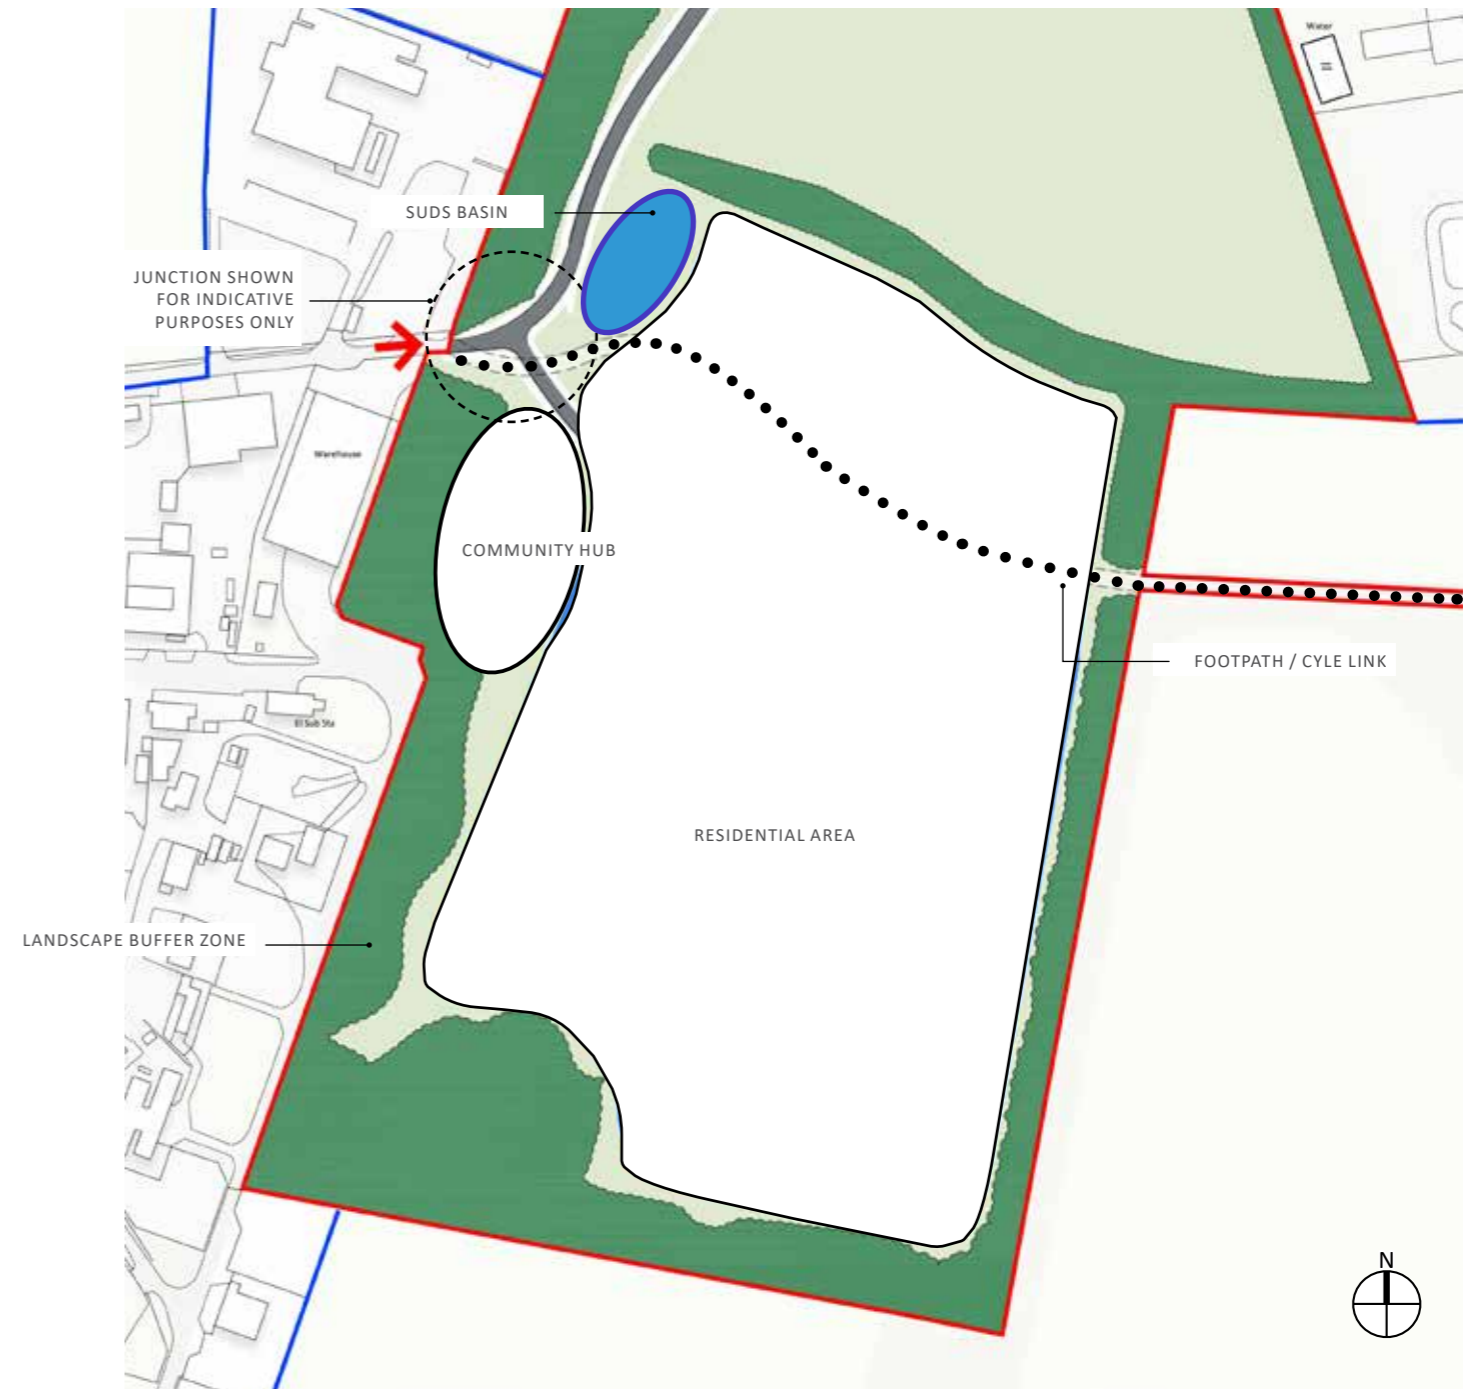 Water
SUDS BASIN
JUNCTION SHOWN
FOR INDICATIVE
PURPOSES ONLY
Warehouse
COMMUNITY HUB
FOOTPATH / CYLE LINK
El Sub Sta
RESIDENTIAL AREA
LANDSCAPE BUFFER ZONE
N